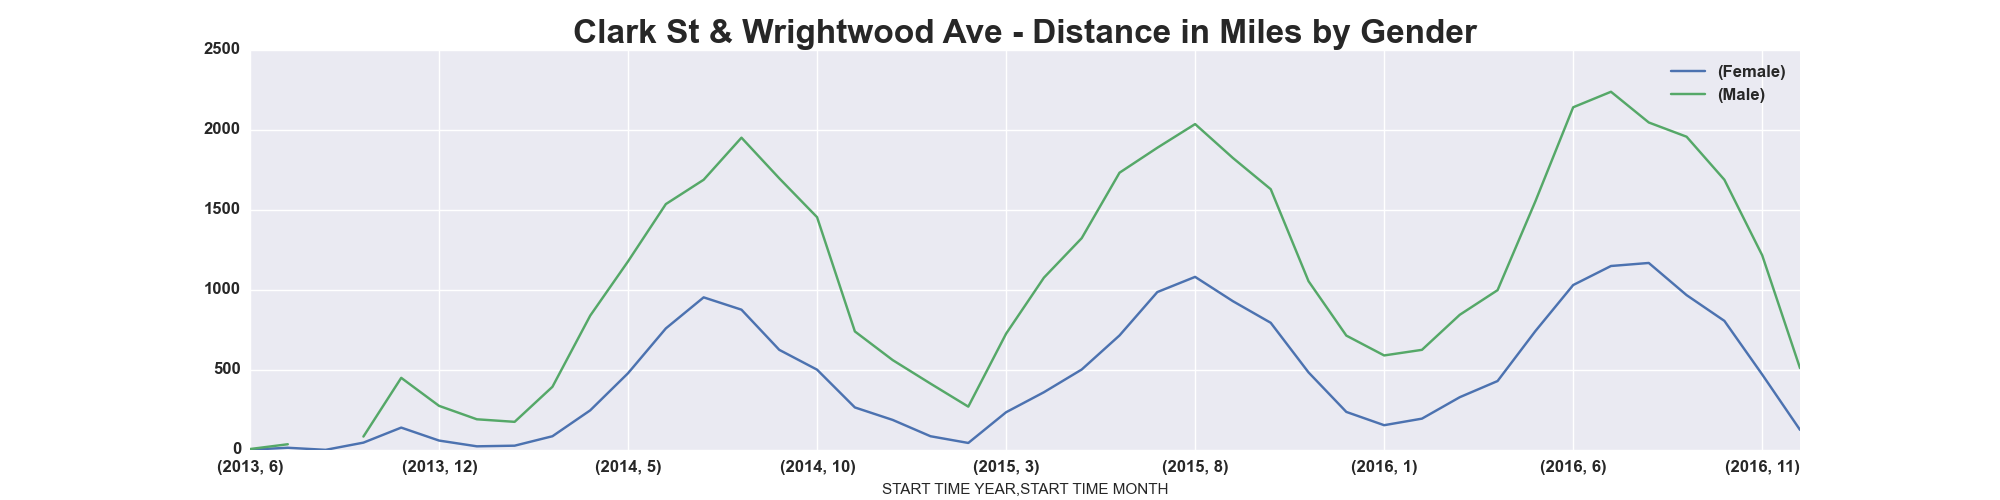 Clark St & Wrightwood Ave - Distance in Miles by Gender
2500
2000
1500
1000
500
0
(Female)
(Male)
(2013, 6) (2013, 12) (2014, 5) (2014, 10) (2015, 3) (2015, 8) (2016, 1) (2016, 6) (2016, 11)
START TIME YEAR,START TIME MONTH